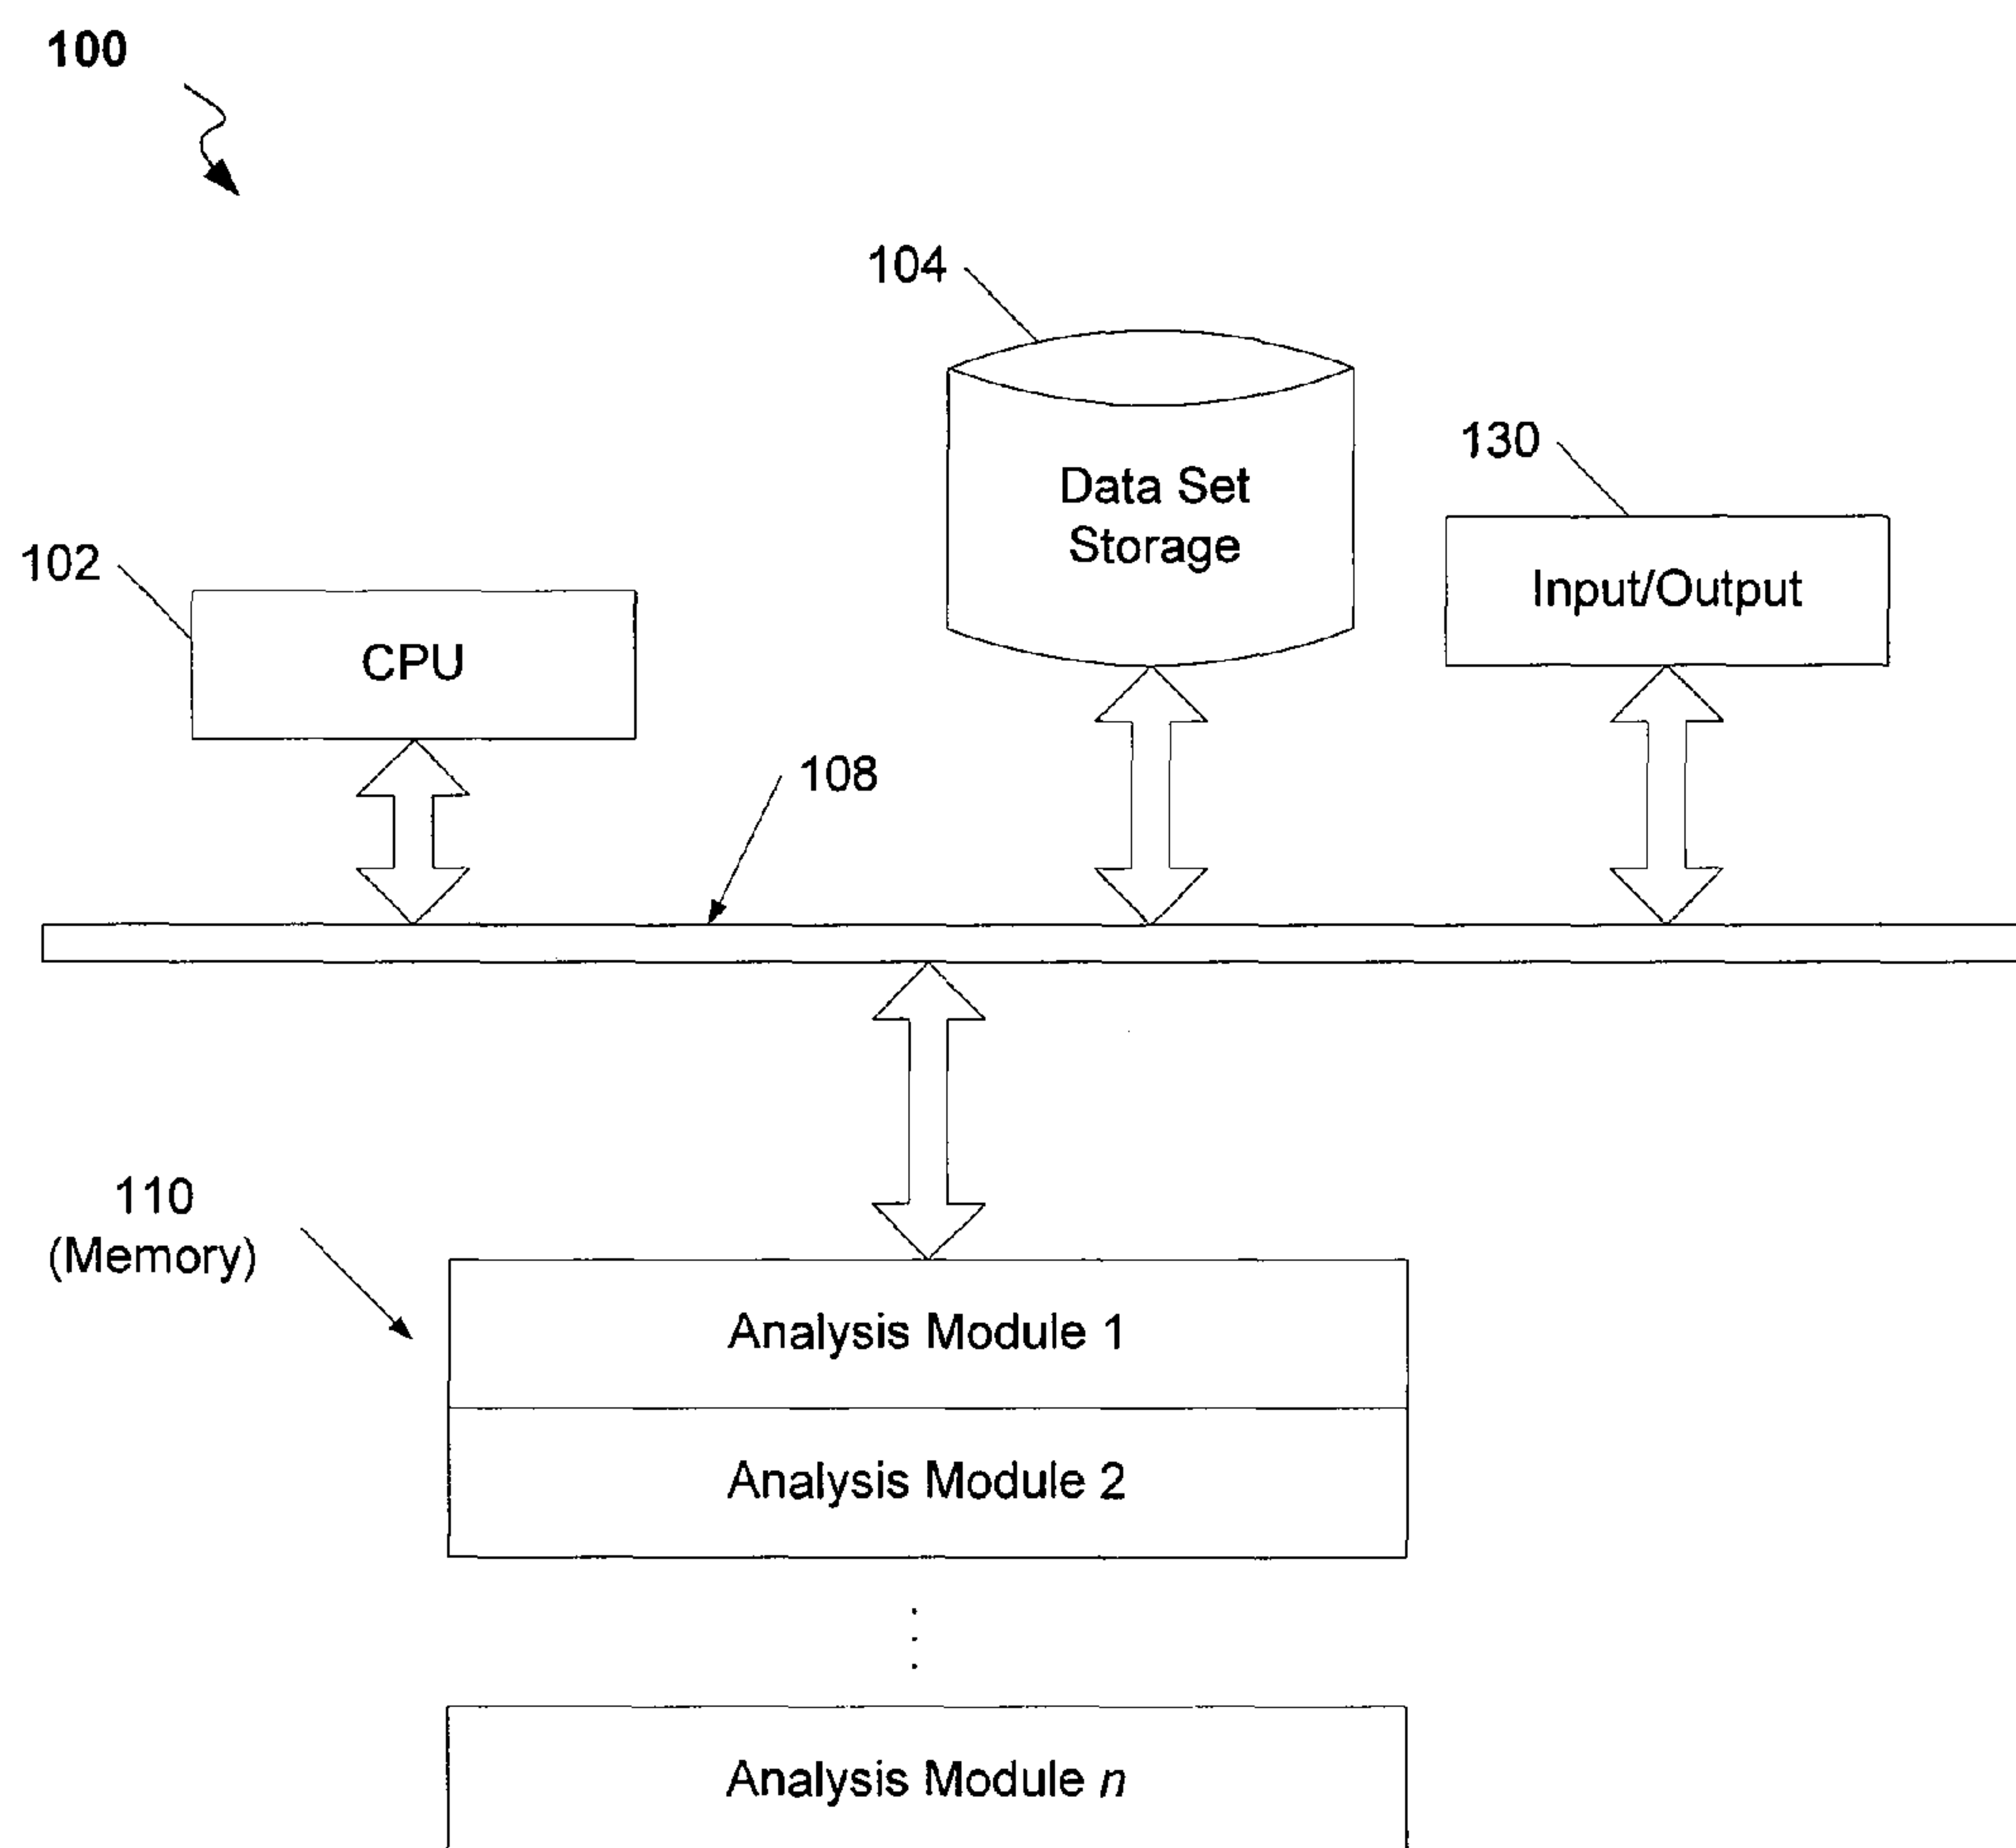 100
104
Data Set
Storage
130
Input/Output
102
CPU
108
110
(Memory)
Analysis Module 1
Analysis Module 2
Analysis Module n